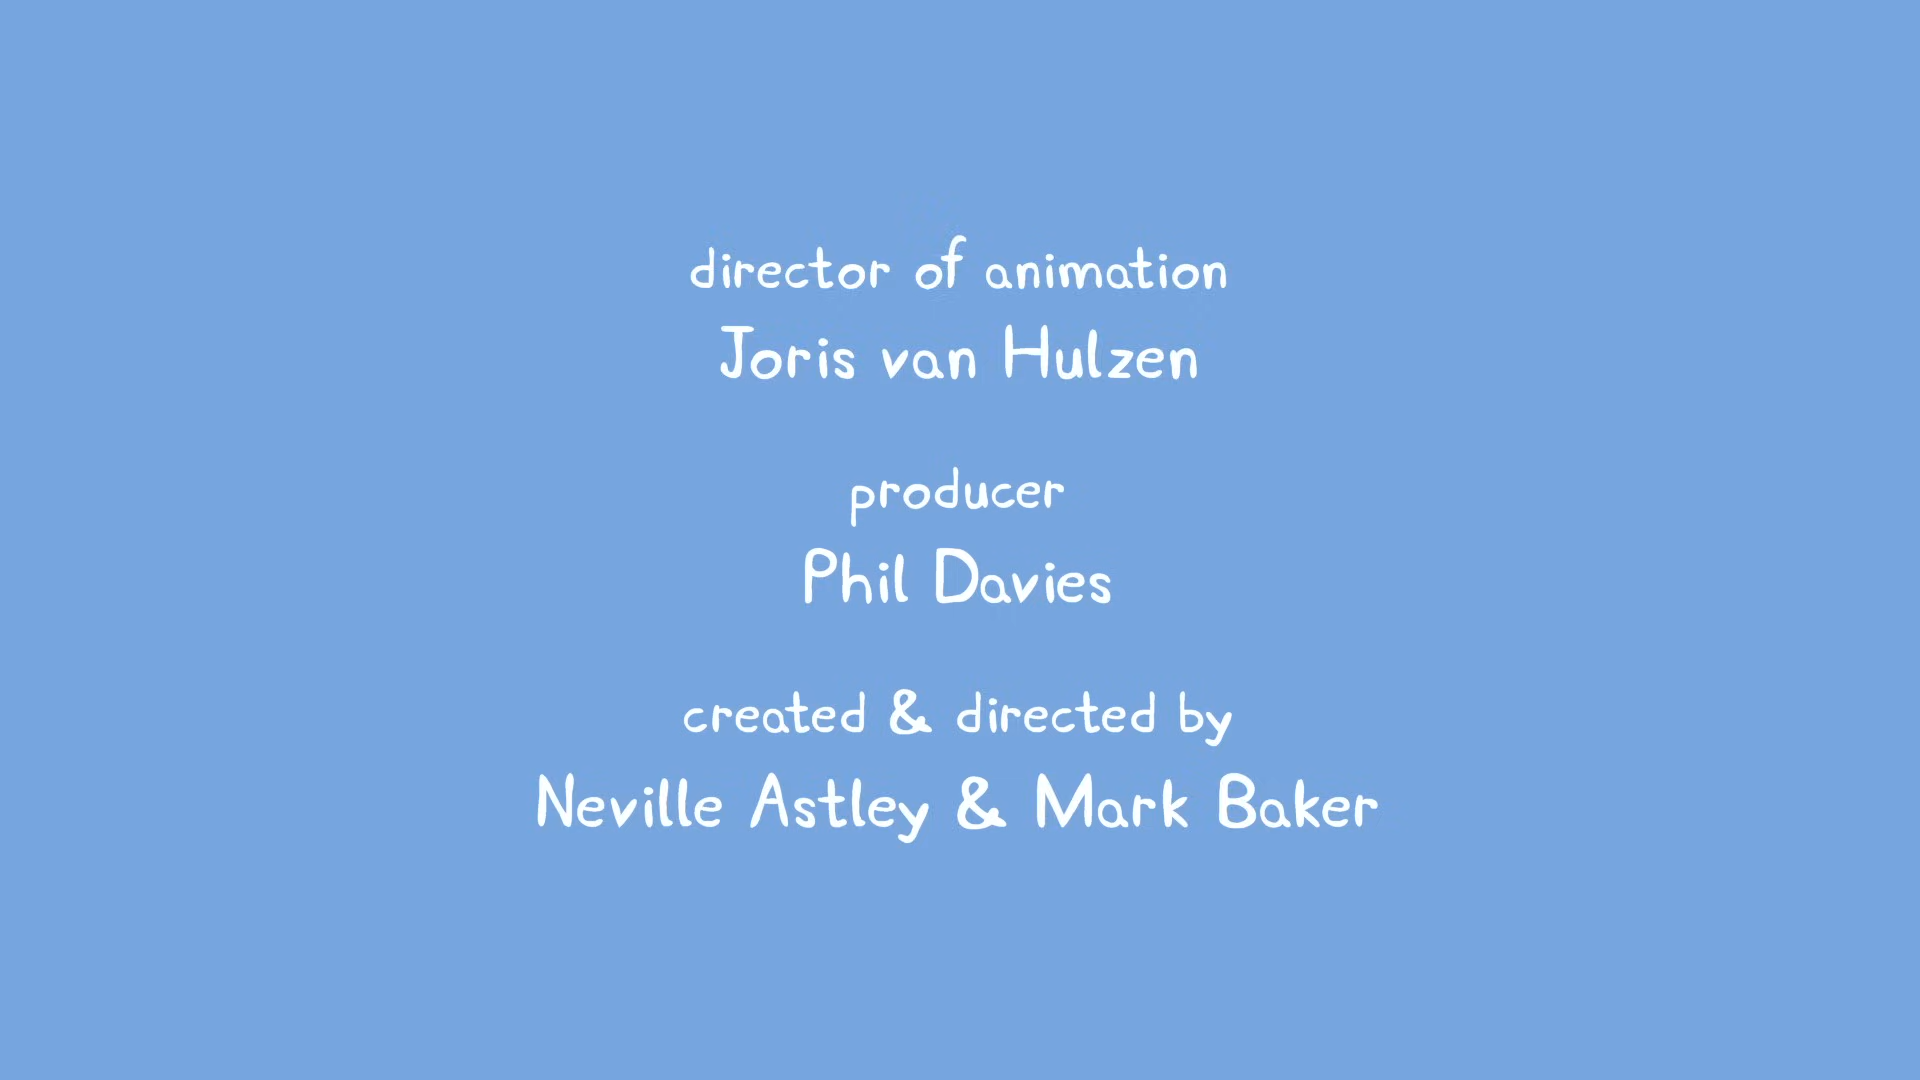 director of animation
Joris van Hulzen
producer
Phil Davies
created & directed by
Neville Astley & Mark Baker